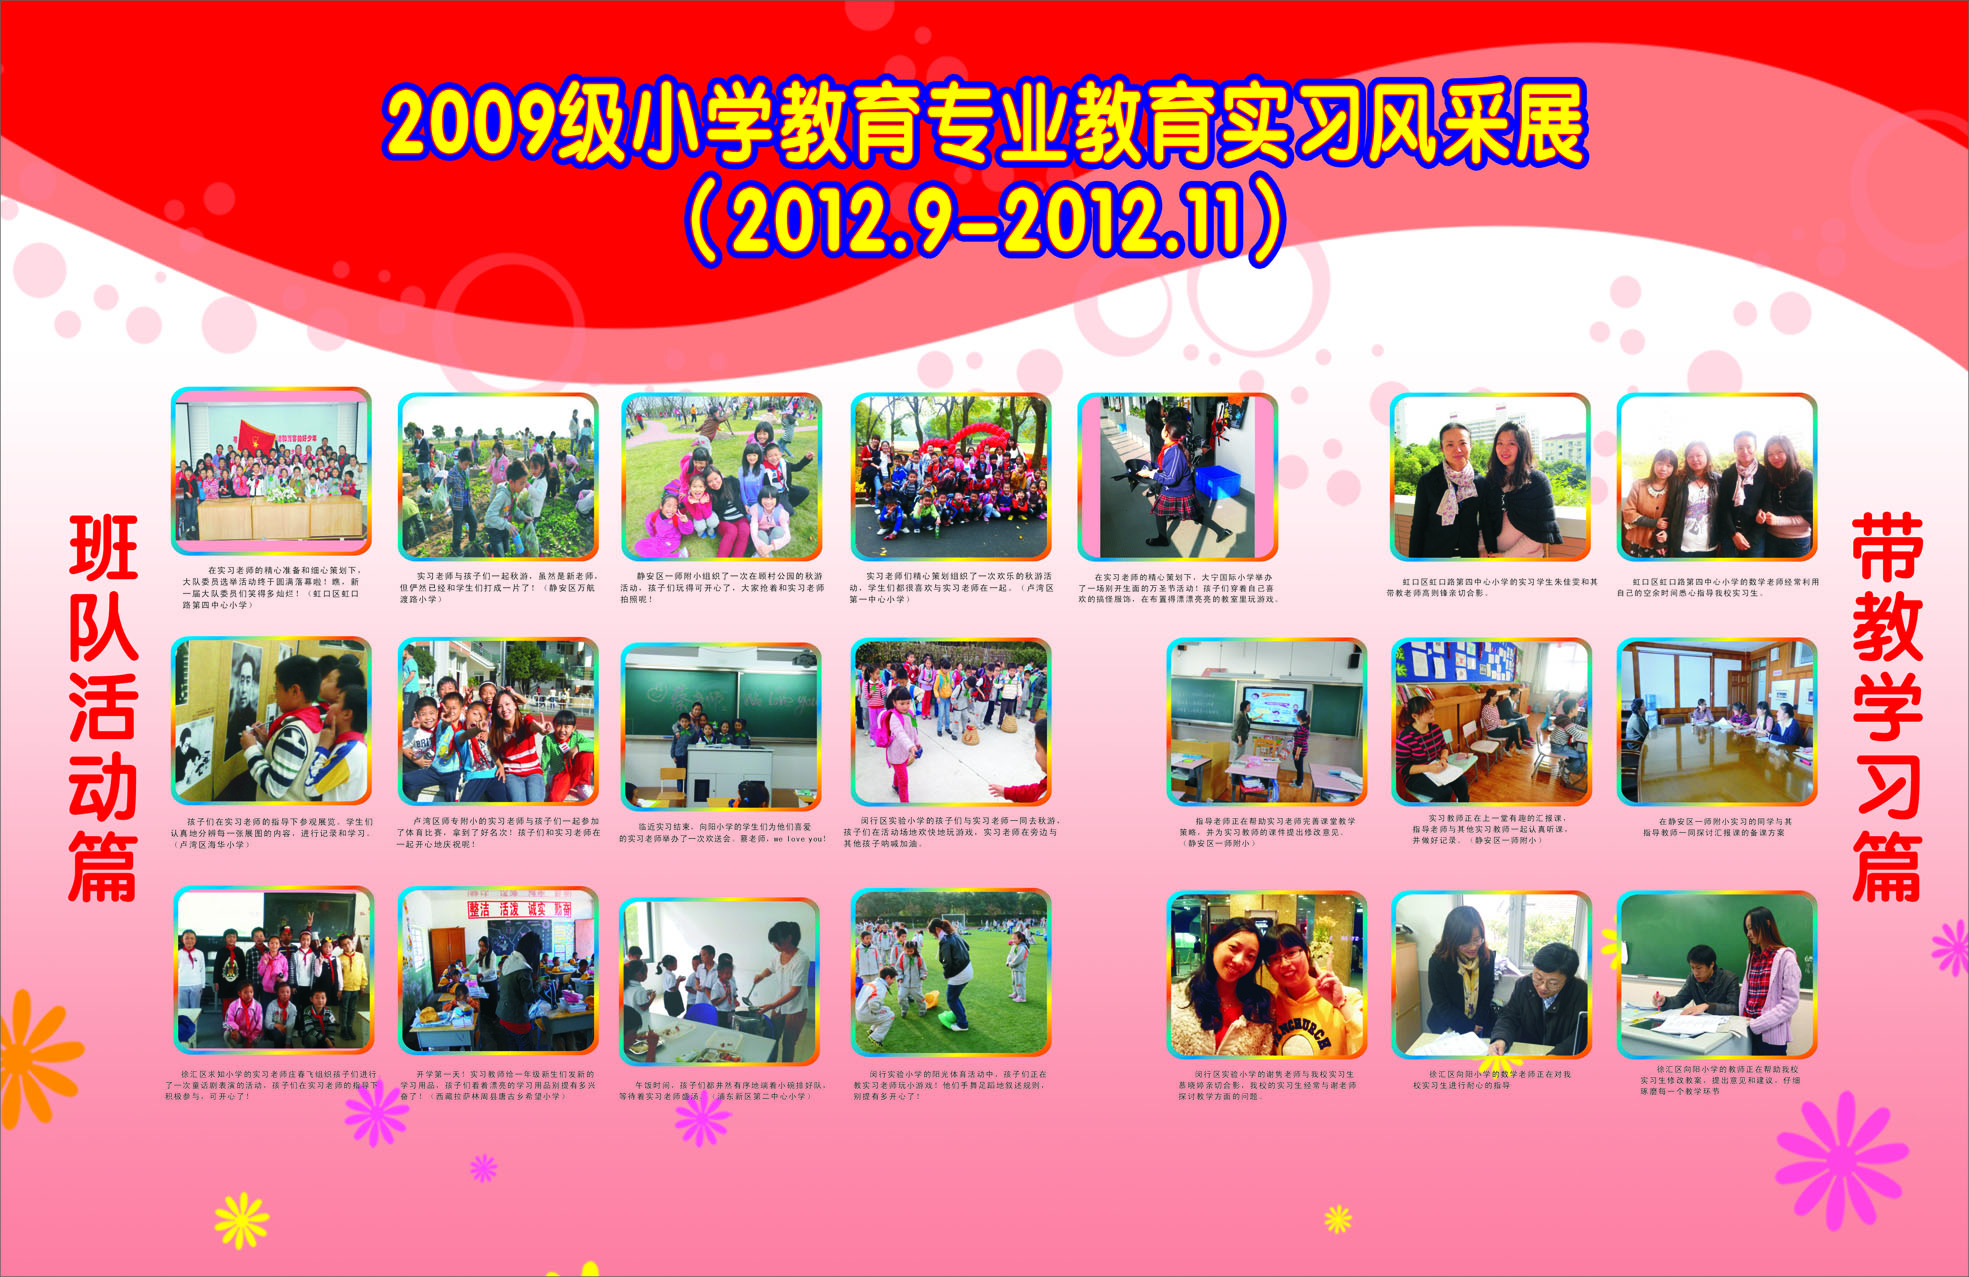 2009级小学教育专业教育实习风采展
（2012.9-2012.11）
班队活动篇
在实习老师的精心准备和细心策划下，
大队委员选举活动终于圆满落幕啦！瞧，新
一届大队委员们笑得多灿烂！（虹口区虹口
路第四中心小学）
实习老师与孩子们一起秋游，虽然是新老师，
但俨然已经和学生们打成一片了！（静安区万航
渡路小学）
静安区一师附小组织了一次在顾村公园的秋游
活动，孩子们玩得可开心了，大家抢着和实习老师
拍照呢！
实习老师们精心策划组织了一次欢乐的秋游活
动，学生们都很喜欢与实习老师在一起。（卢湾区
第一中心小学）
在实习老师的精心策划下，大宁国际小学举办
了一场别开生面的万圣节活动！孩子们穿着自己喜
欢的搞怪服饰，在布置得漂漂亮亮的教室里玩游戏。
孩子们在实习老师的指导下参观展览。学生们
认真地分辨每一张展图的内容，进行记录和学习。
（卢湾区海华小学）
卢湾区师专附小的实习老师与孩子们一起参加
了体育比赛，拿到了好名次！孩子们和实习老师在
一起开心地庆祝呢！
临近实习结束，向阳小学的学生们为他们喜爱
的实习老师举办了一次欢送会。蔡老师，we love you！
闵行区实验小学的孩子们与实习老师一同去秋游，
孩子们在活动场地欢快地玩游戏，实习老师在旁边与
其他孩子呐喊加油。
整洁 活泼 诚实 勤奋
徐汇区求知小学的实习老师庄春飞组织孩子们进行
了一次童话剧表演的活动，孩子们在实习老师的指导下
积极参与，可开心了！
开学第一天！实习教师给一年级新生们发新的
学习用品，孩子们看着漂亮的学习用品别提有多兴
奋了！（西藏拉萨林周县唐古乡希望小学）
午饭时间，孩子们都井然有序地端着小碗排好队，
等待着实习老师盛汤。（浦东新区第二中心小学）
闵行实验小学的阳光体育活动中，孩子们正在
教实习老师玩小游戏！他们手舞足蹈地叙述规则，
别提有多开心了！
带教学习篇
虹口区虹口路第四中心小学的实习学生朱佳雯和其
带教老师高则锋亲切合影。
虹口区虹口路第四中心小学的数学老师经常利用
自己的空余时间悉心指导我校实习生。
指导老师正在帮助实习老师完善课堂教学
策略，并为实习教师的课件提出修改意见。
（静安区一师附小）
实习教师正在上一堂有趣的汇报课，
指导老师与其他实习教师一起认真听课，
并做好记录。（静安区一师附小）
在静安区一师附小实习的同学与其
指导教师一同探讨汇报课的备课方案
闵行区实验小学的谢隽老师与我校实习生
慕晓婷亲切合影，我校的实习生经常与谢老师
探讨教学方面的问题。
徐汇区向阳小学的数学老师正在对我
校实习生进行耐心的指导
徐汇区向阳小学的教师正在帮助我校
实习生修改教案，提出意见和建议，仔细
琢磨每一个教学环节